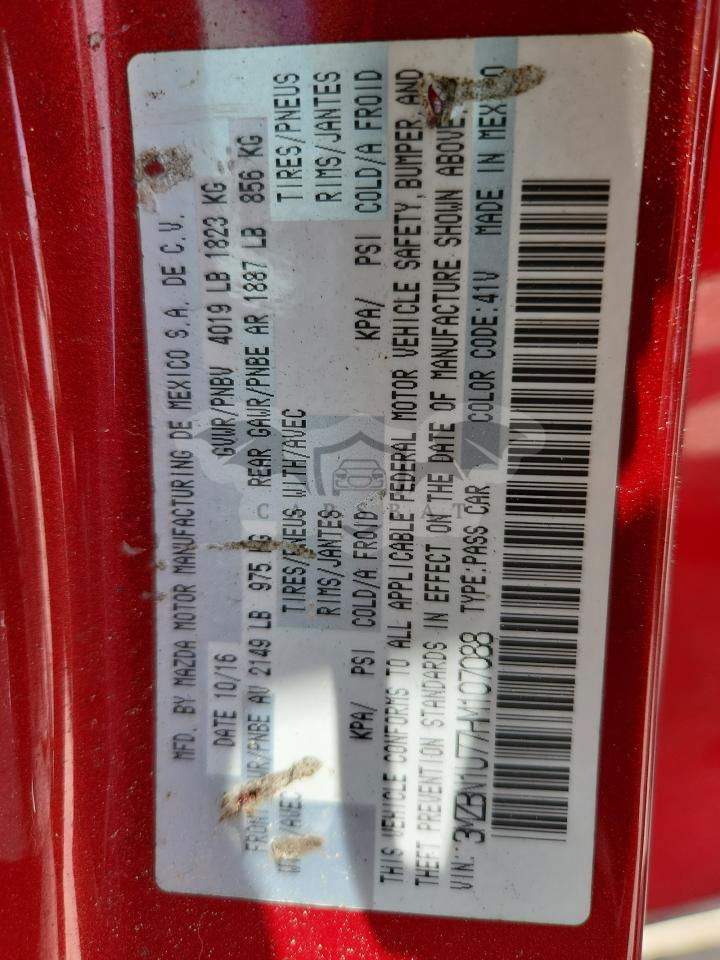 MFD. BY MAZDA MOTOR MANUFACTURING DE MEXICO S.A. DE C.V.
DATE 10/16 GVWR/PNBV 4019 LB 1823 KG
FRONT GAWR/PNBE AV 2149 LB 975 KG REAR GAWR/PNBE AR 1887 LB 856 KG
WITH/AVEC TIRES/PNEUS WITH/AVEC TIRES/PNEUS
RIMS/JANTES RIMS/JANTES
KPA/ PSI COLD/A FROID KPA/ PSI COLD/A FROID
THIS VEHICLE CONFORMS TO ALL APPLICABLE FEDERAL MOTOR VEHICLE SAFETY, BUMPER, AND
THEFT PREVENTION STANDARDS IN EFFECT ON THE DATE OF MANUFACTURE SHOWN ABOVE.
VIN: 3MZBN1U77HM107088 TYPE:PASS CAR COLOR CODE:41V MADE IN MEXICO
CARSBAT